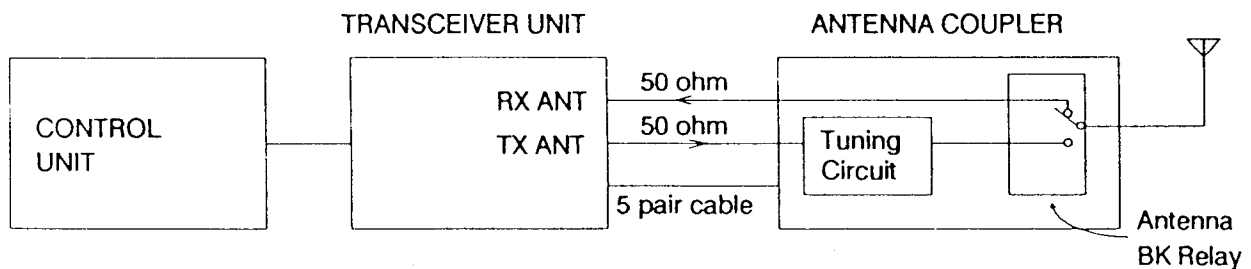 TRANSCEIVER UNIT
ANTENNA COUPLER
CONTROL
UNIT
RX ANT
TX ANT
50 ohm
50 ohm
5 pair cable
Tuning
Circuit
Antenna
BK Relay